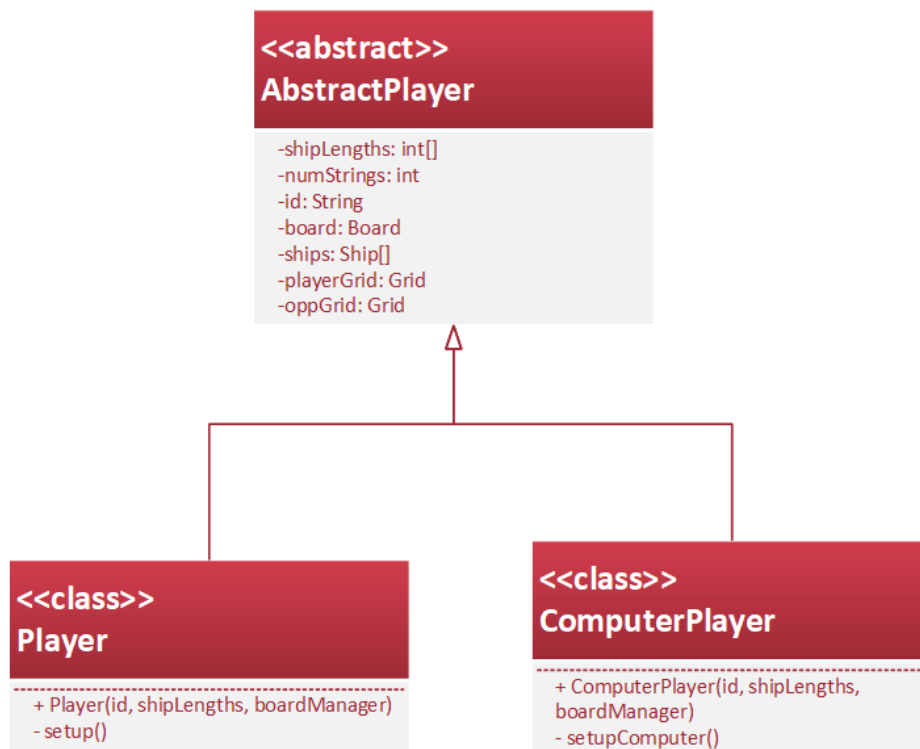 <<abstract>>
AbstractPlayer
-shipLengths: int[]
-numStrings: int
-id: String
-board: Board
-ships: Ship[]
-playerGrid: Grid
-oppGrid: Grid
<<class>>
Player
+ Player(id, shipLengths, boardManager)
- setup()
<<class>>
ComputerPlayer
+ ComputerPlayer(id, shipLengths,
boardManager)
- setupComputer()